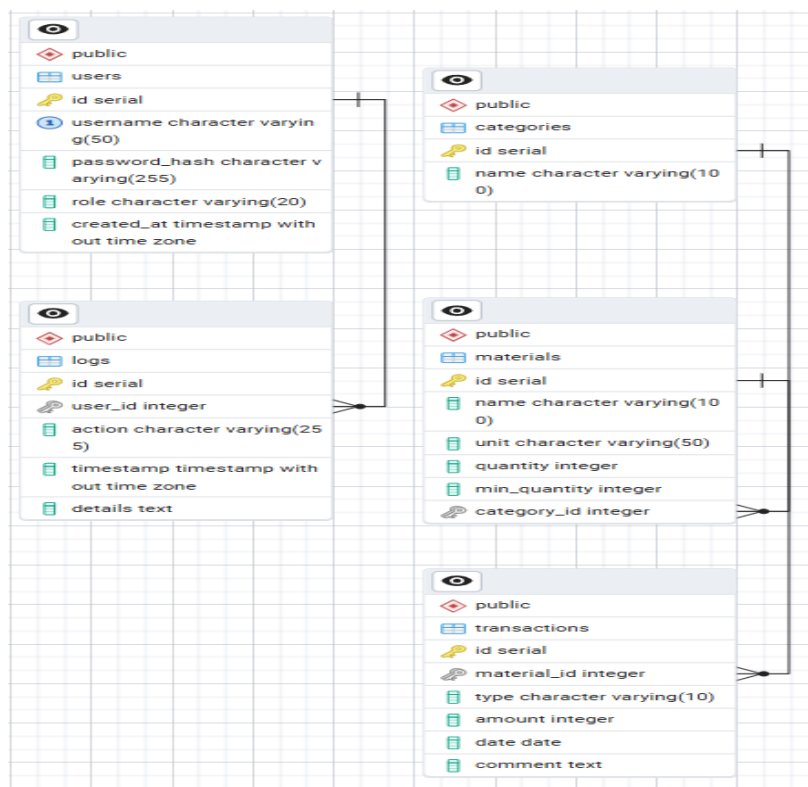 public
users
id serial
username character varyin
g(50)
password_hash character v
arying(255)
role character varying(20)
created_at timestamp with
out time zone
public
logs
id serial
user_id integer
action character varying(25
5)
timestamp timestamp with
out time zone
details text
public
categories
id serial
name character varying(10
0)
public
materials
id serial
name character varying(10
0)
unit character varying(50)
quantity integer
min_quantity integer
category_id integer
public
transactions
id serial
material_id integer
type character varying(10)
amount integer
date date
comment text